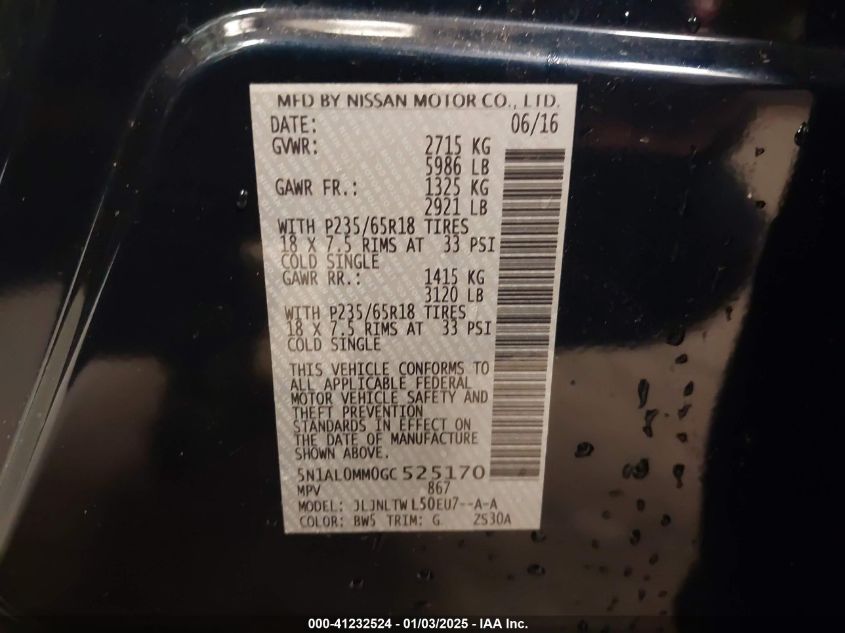 MFD BY NISSAN MOTOR CO., LTD.
DATE: 06/16
GVWR: 2715 KG
5986 LB
GAWR FR.: 1325 KG
2921 LB
WITH P235/65R18 TIRES
18 X 7.5 RIMS AT 33 PSI
COLD SINGLE
GAWR RR.: 1415 KG
3120 LB
WITH P235/65R18 TIRES
18 X 7.5 RIMS AT 33 PSI
COLD SINGLE
THIS VEHICLE CONFORMS TO
ALL APPLICABLE FEDERAL
MOTOR VEHICLE SAFETY AND
THEFT PREVENTION
STANDARDS IN EFFECT ON
THE DATE OF MANUFACTURE
SHOWN ABOVE.
5N1AL0MM0GC525170
MPV 867
MODEL: JLJNLTW L50EU7--A-A
COLOR: BW5 TRIM: G ZS30A
000-41232524 — 01/03/2025 - IAA Inc.